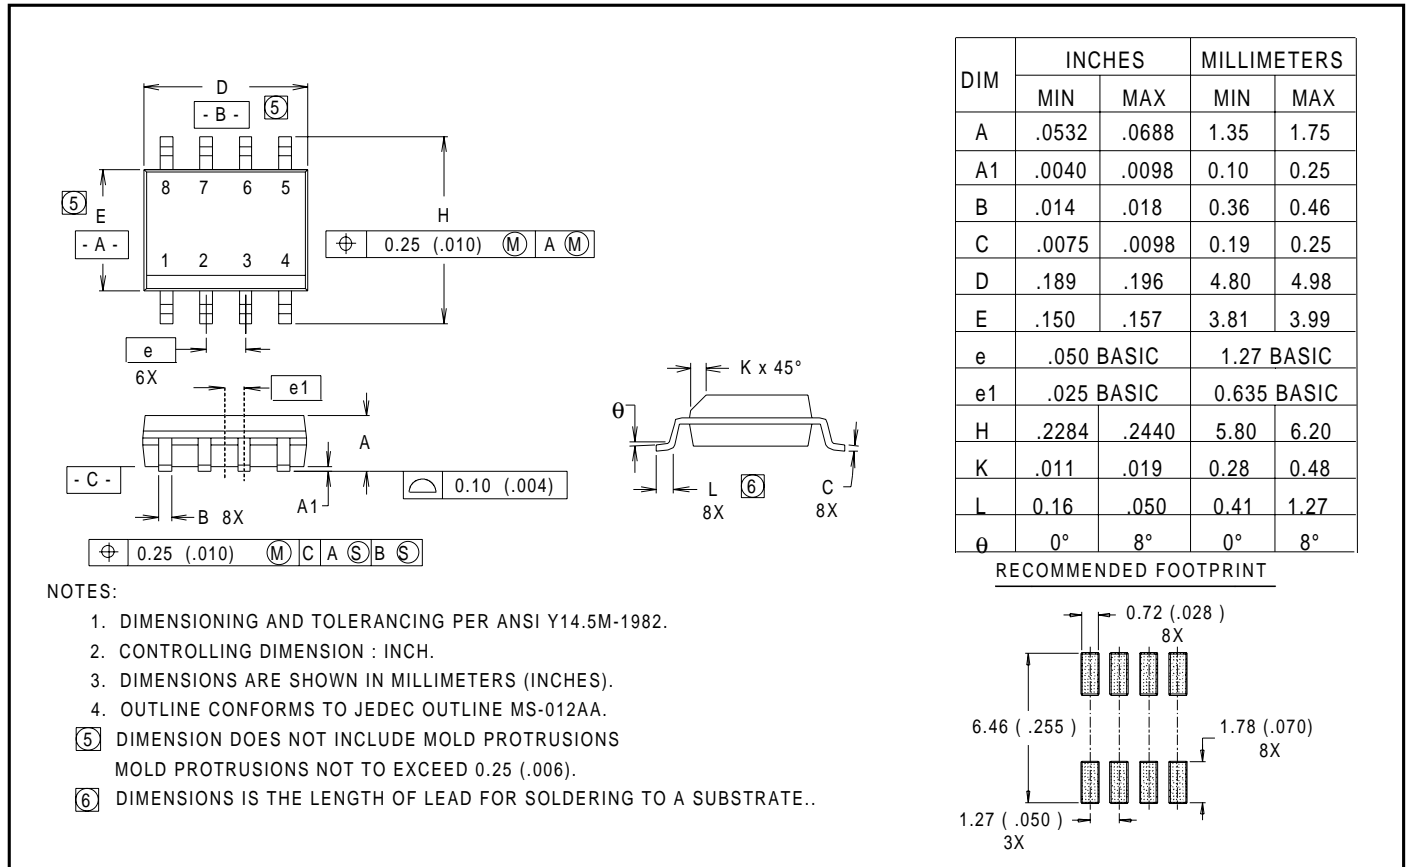 D
- B -
5
8 7 6 5
5
E
- A -
H
0.25 (.010) M A M
1 2 3 4
e
6X
e1
A
- C -
A1
B 8X
0.10 (.004)
0.25 (.010) M C A S B S
K x 45°
θ
L 6
8X
C
8X
DIM INCHES MILLIMETERS
MIN MAX MIN MAX
A .0532 .0688 1.35 1.75
A1 .0040 .0098 0.10 0.25
B .014 .018 0.36 0.46
C .0075 .0098 0.19 0.25
D .189 .196 4.80 4.98
E .150 .157 3.81 3.99
e .050 BASIC 1.27 BASIC
e1 .025 BASIC 0.635 BASIC
H .2284 .2440 5.80 6.20
K .011 .019 0.28 0.48
L 0.16 .050 0.41 1.27
θ 0° 8° 0° 8°
RECOMMENDED FOOTPRINT
0.72 (.028 )
8X
6.46 ( .255 )
1.78 (.070)
8X
1.27 ( .050 )
3X
NOTES:
1. DIMENSIONING AND TOLERANCING PER ANSI Y14.5M-1982.
2. CONTROLLING DIMENSION : INCH.
3. DIMENSIONS ARE SHOWN IN MILLIMETERS (INCHES).
4. OUTLINE CONFORMS TO JEDEC OUTLINE MS-012AA.
5 DIMENSION DOES NOT INCLUDE MOLD PROTRUSIONS
MOLD PROTRUSIONS NOT TO EXCEED 0.25 (.006).
6 DIMENSIONS IS THE LENGTH OF LEAD FOR SOLDERING TO A SUBSTRATE..